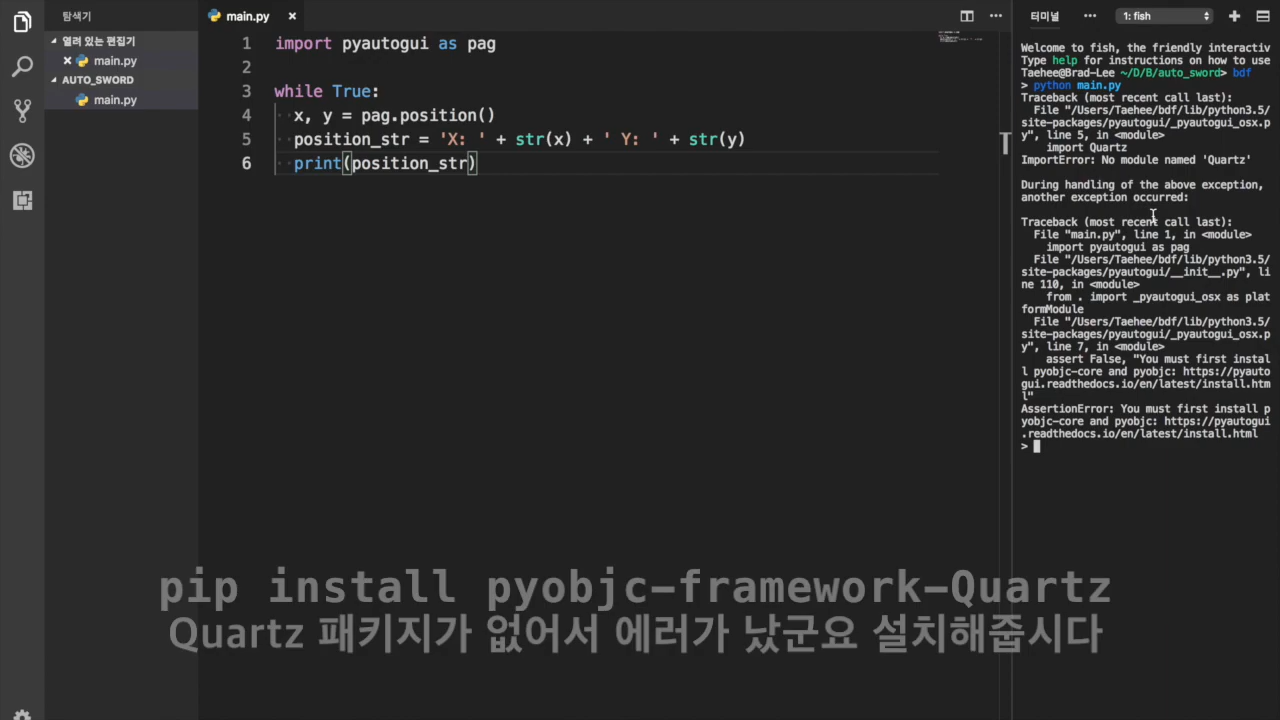 탐색기
열려 있는 편집기
× main.py
AUTO_SWORD
main.py
main.py ×
1 import pyautogui as pag
2
3 while True:
4 x, y = pag.position()
5 position_str = 'X: ' + str(x) + ' Y: ' + str(y)
6 print(position_str)
터미널 ••• 1: fish
Welcome to fish, the friendly interactiv
Type help for instructions on how to use
Taehee@Brad-Lee ~/D/B/auto_sword> bdf
> python main.py
Traceback (most recent call last):
File "/Users/Taehee/bdf/lib/python3.5/
site-packages/pyautogui/_pyautogui_osx.p
y", line 5, in <module>
import Quartz
ImportError: No module named 'Quartz'
During handling of the above exception,
another exception occurred:
Traceback (most recent call last):
File "main.py", line 1, in <module>
import pyautogui as pag
File "/Users/Taehee/bdf/lib/python3.5/
site-packages/pyautogui/__init__.py", li
ne 110, in <module>
from . import _pyautogui_osx as plat
formModule
File "/Users/Taehee/bdf/lib/python3.5/
site-packages/pyautogui/_pyautogui_osx.p
y", line 7, in <module>
assert False, "You must first instal
l pyobjc-core and pyobjc: https://pyauto
gui.readthedocs.io/en/latest/install.htm
l"
AssertionError: You must first install p
yobjc-core and pyobjc: https://pyautogui
.readthedocs.io/en/latest/install.html
>
pip install pyobjc-framework-Quartz
Quartz 패키지가 없어서 에러가 났군요 설치해줍시다